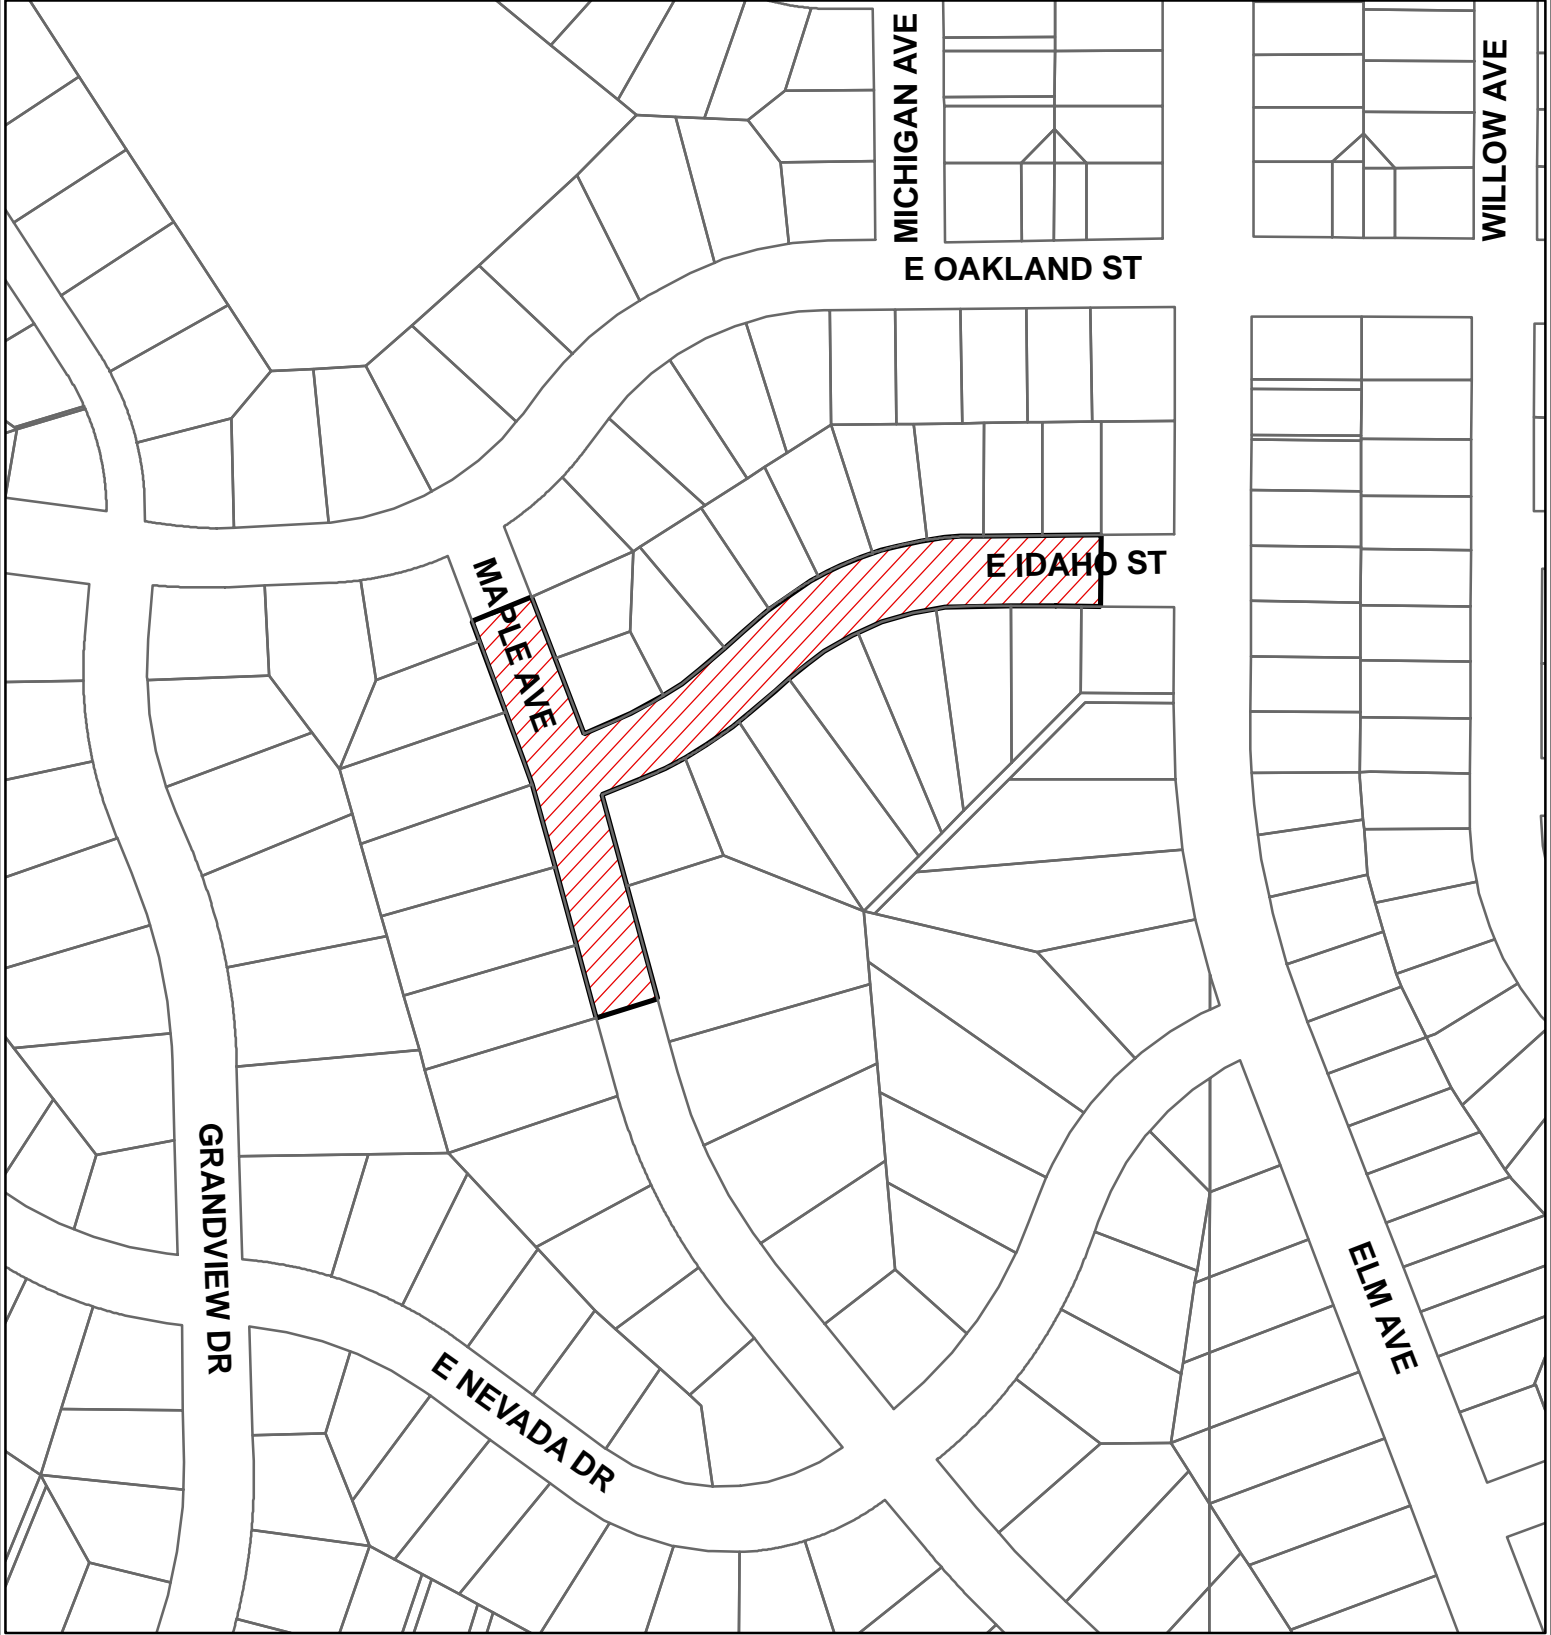 MICHIGAN AVE
WILLOW AVE
E OAKLAND ST
E IDAHO ST
MAPLE AVE
GRANDVIEW DR
E NEVADA DR
ELM AVE